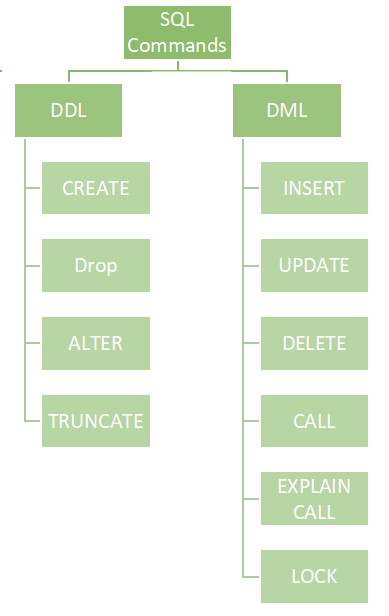 SQL
Commands
DDL
DML
CREATE
Drop
ALTER
TRUNCATE
INSERT
UPDATE
DELETE
CALL
EXPLAIN
CALL
LOCK